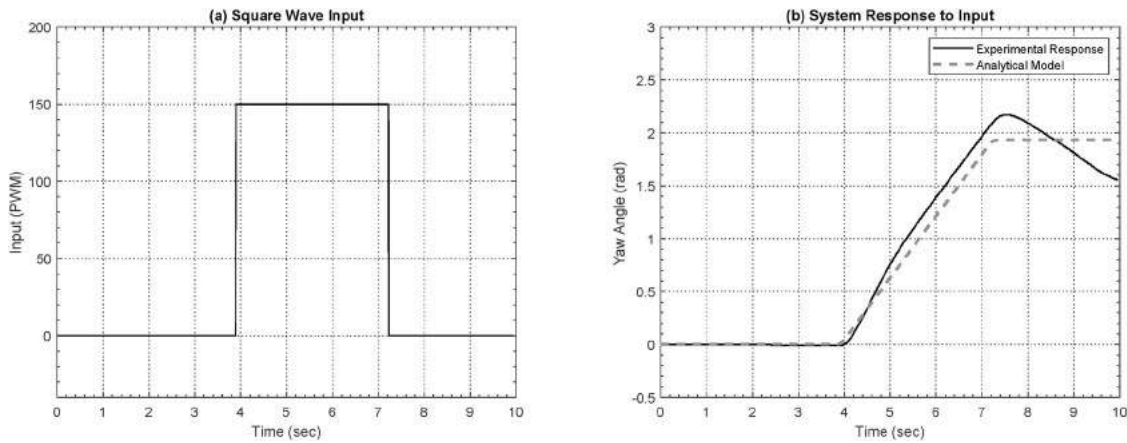 (a) Square Wave Input
200
150
100
50
0
Input (PWM)
0 1 2 3 4 5 6 7 8 9 10
Time (sec)
(b) System Response to Input
Experimental Response
Analytical Model
3
2.5
2
1.5
1
0.5
0
-0.5
Yaw Angle (rad)
0 1 2 3 4 5 6 7 8 9 10
Time (sec)